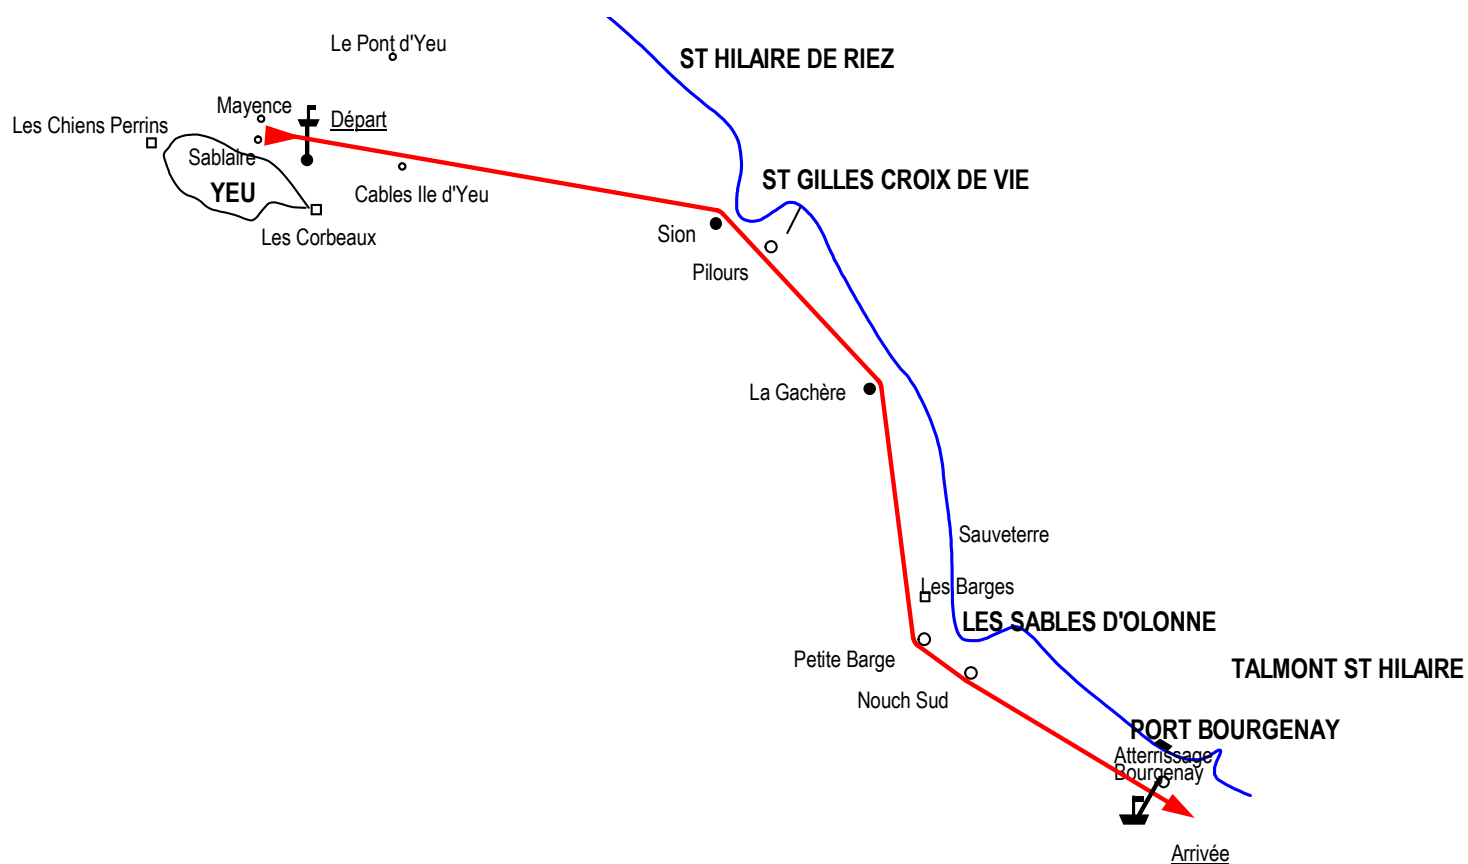 Le Pont d'Yeu
ST HILAIRE DE RIEZ
Mayence
Départ
Les Chiens Perrins
Sablaire
YEU
Cables Ile d'Yeu
ST GILLES CROIX DE VIE
Les Corbeaux
Sion
Pilours
La Gachère
Sauveterre
Les Barges
LES SABLES D'OLONNE
Petite Barge
TALMONT ST HILAIRE
Nouch Sud
PORT BOURGENAY
Atterrissage
Bourgenay
Arrivée